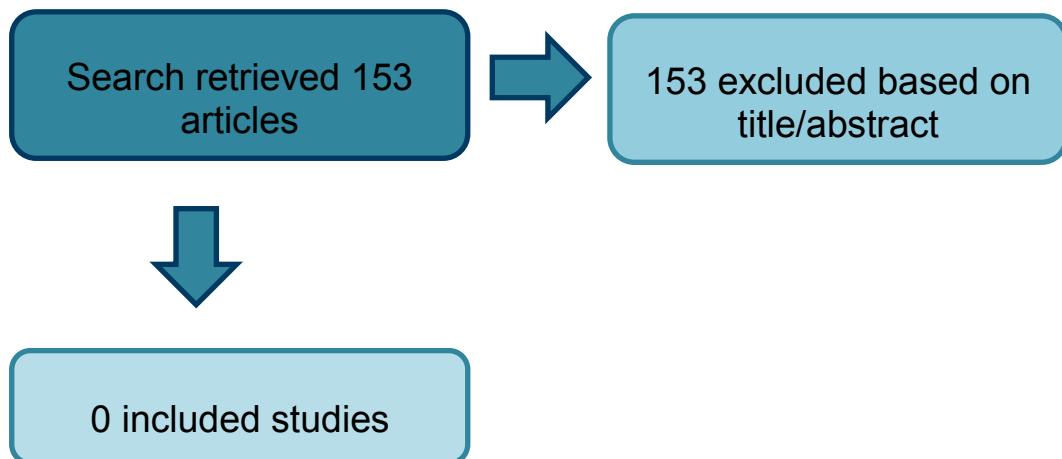 Search retrieved 153
articles
153 excluded based on
title/abstract
0 included studies